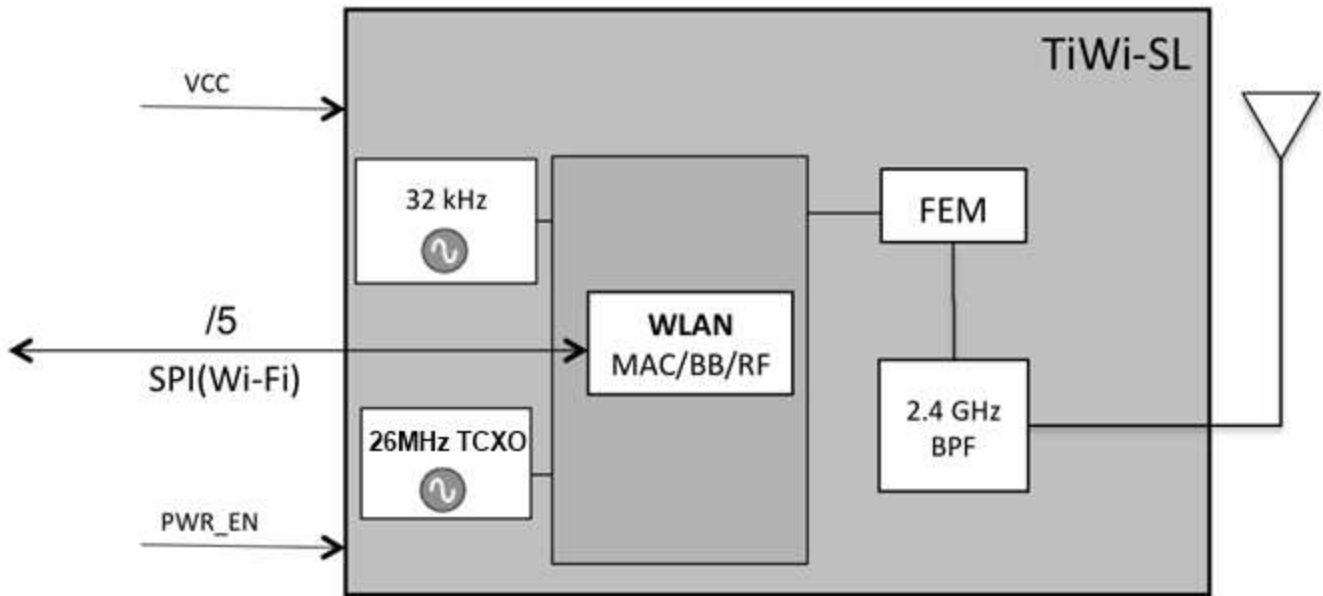 TiWi-SL
VCC
32 kHz
FEM
/5
SPI(Wi-Fi)
WLAN
MAC/BB/RF
26MHz TCXO
2.4 GHz
BPF
PWR_EN